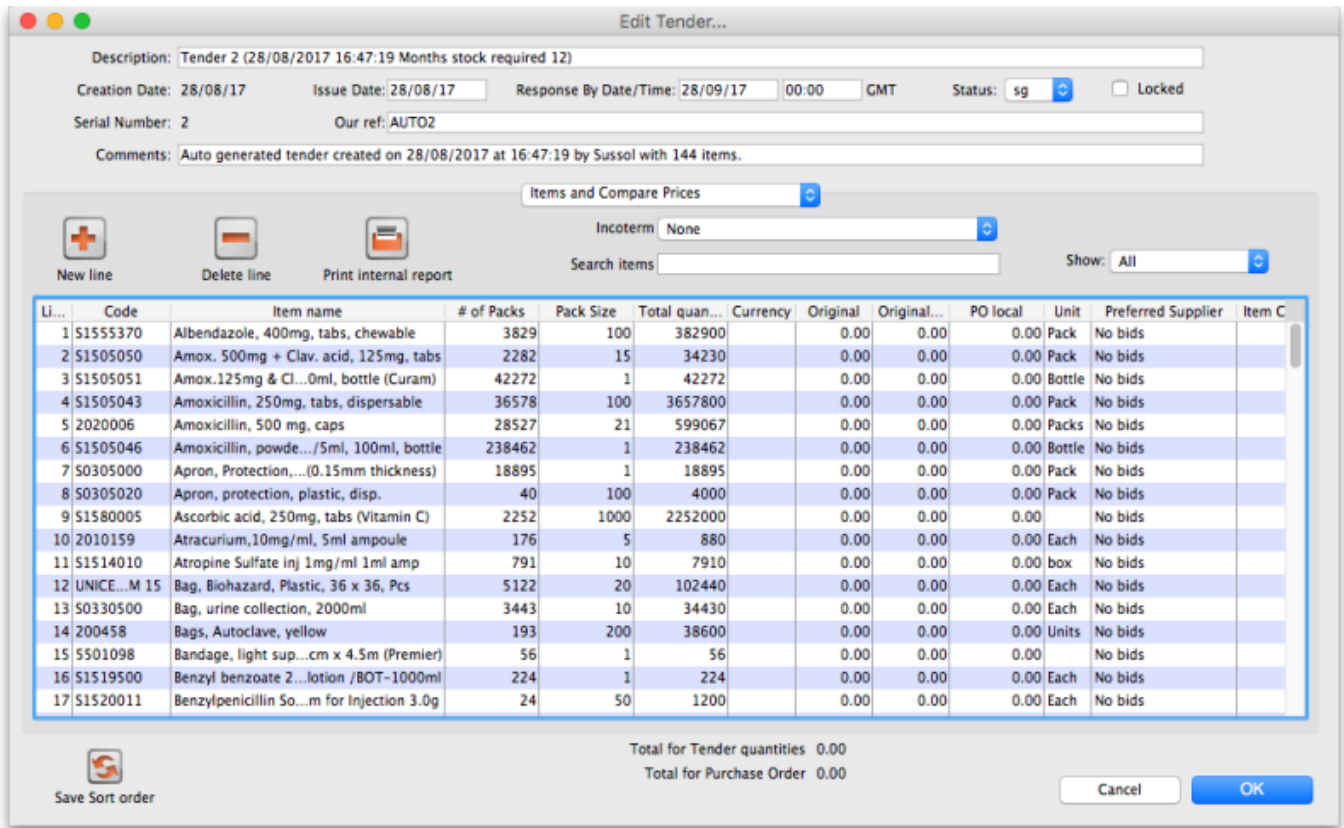 Edit Tender...
Description: Tender 2 (28/08/2017 16:47:19 Months stock required 12)
Creation Date: 28/08/17 Issue Date: 28/08/17 Response By Date/Time: 28/09/17 00:00 GMT Status: sg Locked
Serial Number: 2 Our ref: AUTO2
Comments: Auto generated tender created on 28/08/2017 at 16:47:19 by Sussol with 144 items.
Items and Compare Prices
Incoterm None
Search items Show: All
New line Delete line Print internal report
Li... Code Item name # of Packs Pack Size Total quan... Currency Original Original... PO local Unit Preferred Supplier Item C
1 S1555370 Albendazole, 400mg, tabs, chewable 3829 100 382900 0.00 0.00 0.00 Pack No bids
2 S1505050 Amox. 500mg + Clav. acid, 125mg, tabs 2282 15 34230 0.00 0.00 0.00 Pack No bids
3 S1505051 Amox.125mg & Cl...0ml, bottle (Curam) 42272 1 42272 0.00 0.00 0.00 Bottle No bids
4 S1505043 Amoxicillin, 250mg, tabs, dispersable 36578 100 3657800 0.00 0.00 0.00 Pack No bids
5 2020006 Amoxicillin, 500 mg, caps 28527 21 599067 0.00 0.00 0.00 Packs No bids
6 S1505046 Amoxicillin, powde.../5ml, 100ml, bottle 238462 1 238462 0.00 0.00 0.00 Bottle No bids
7 S0305000 Apron, Protection,...(0.15mm thickness) 18895 1 18895 0.00 0.00 0.00 Pack No bids
8 S0305020 Apron, protection, plastic, disp. 40 100 4000 0.00 0.00 0.00 Pack No bids
9 S1580005 Ascorbic acid, 250mg, tabs (Vitamin C) 2252 1000 2252000 0.00 0.00 0.00 No bids
10 2010159 Atracurium,10mg/ml, 5ml ampoule 176 5 880 0.00 0.00 0.00 Each No bids
11 S1514010 Atropine Sulfate inj 1mg/ml 1ml amp 791 10 7910 0.00 0.00 0.00 box No bids
12 UNICE...M 15 Bag, Biohazard, Plastic, 36 x 36, Pcs 5122 20 102440 0.00 0.00 0.00 Each No bids
13 S0330500 Bag, urine collection, 2000ml 3443 10 34430 0.00 0.00 0.00 Each No bids
14 200458 Bags, Autoclave, yellow 193 200 38600 0.00 0.00 0.00 Units No bids
15 5501098 Bandage, light sup...cm x 4.5m (Premier) 56 1 56 0.00 0.00 0.00 No bids
16 S1519500 Benzyl benzoate 2...lotion /BOT-1000ml 224 1 224 0.00 0.00 0.00 Each No bids
17 S1520011 Benzylpenicillin So...m for Injection 3.0g 24 50 1200 0.00 0.00 0.00 Each No bids
Total for Tender quantities 0.00
Total for Purchase Order 0.00
Save Sort order Cancel OK